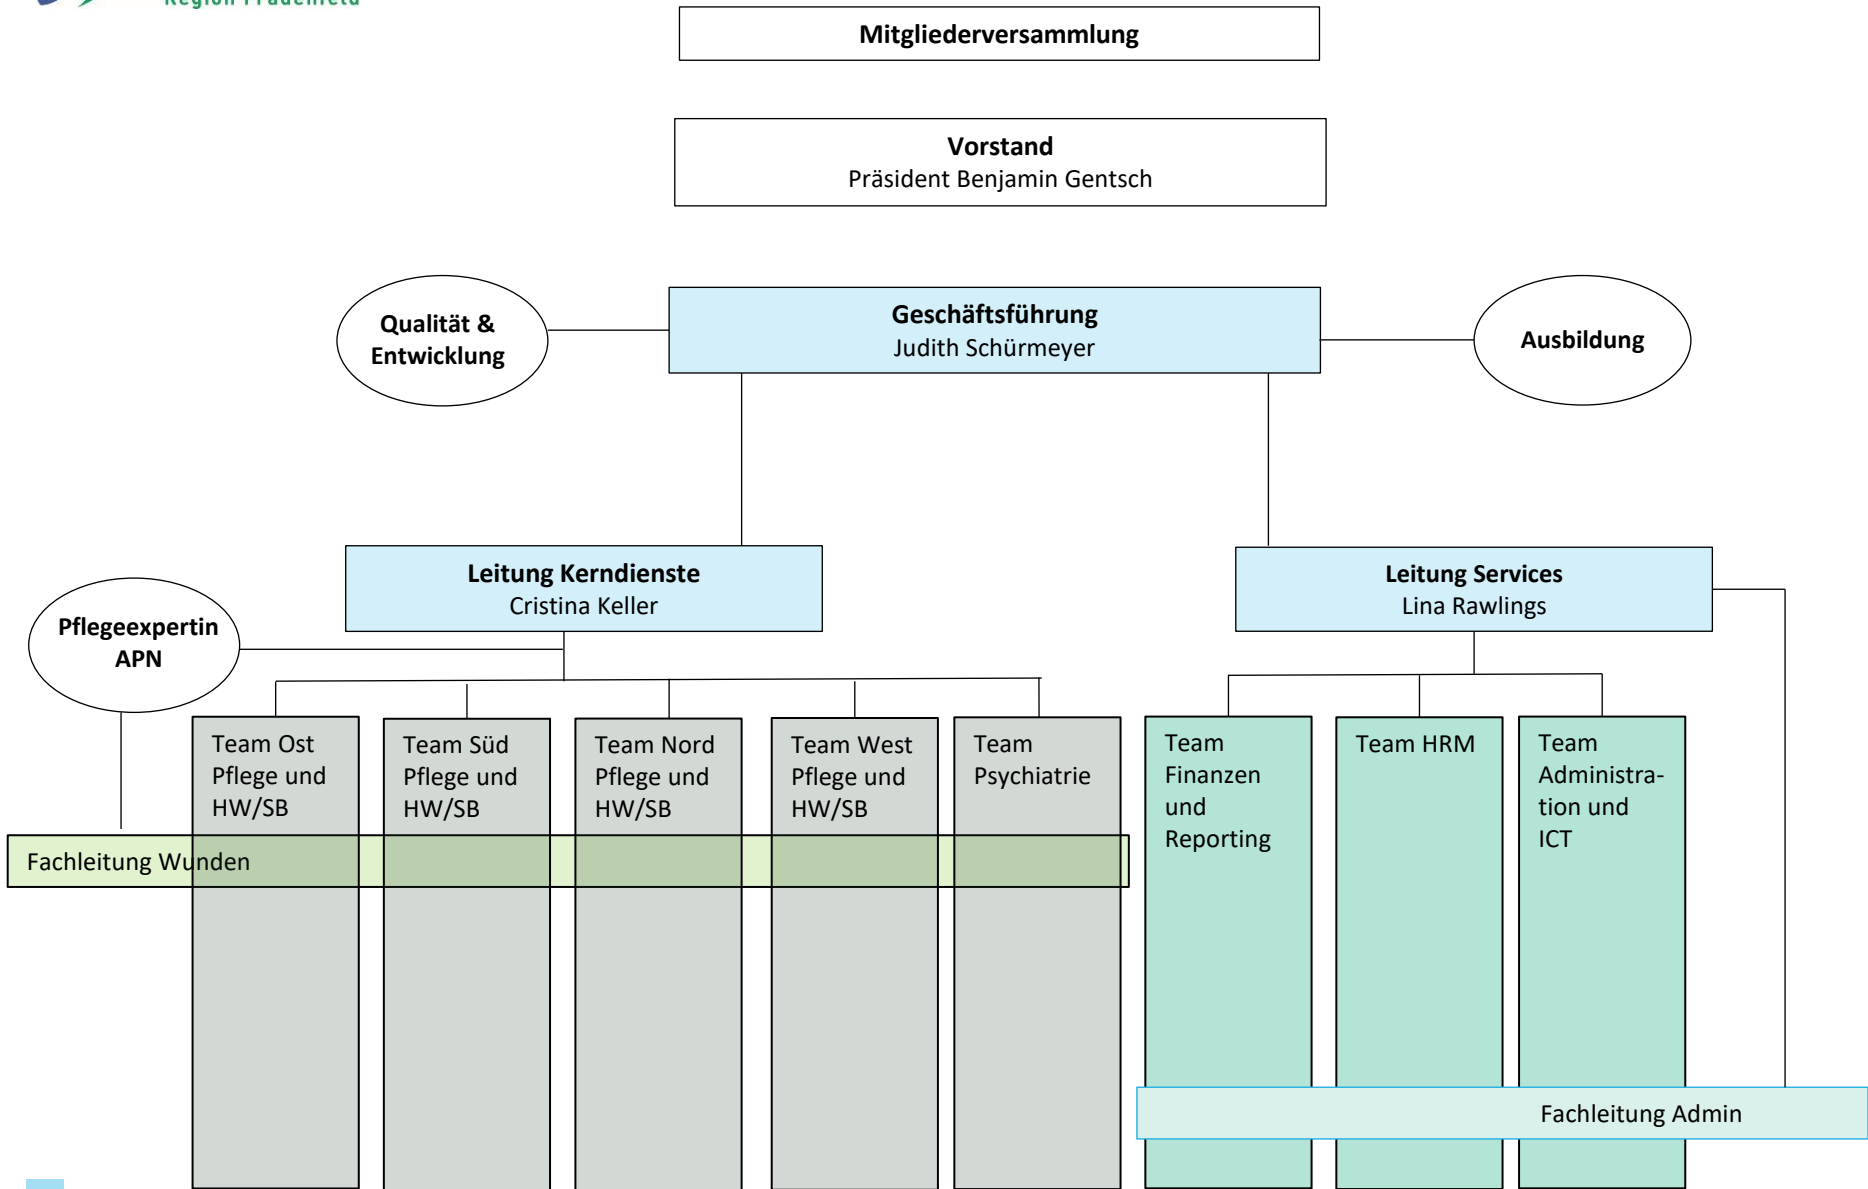 Region Frauenfeld
Mitgliederversammlung
Vorstand
Präsident Benjamin Gentsch
Qualität &
Entwicklung
Geschäftsführung
Judith Schürmeyer
Ausbildung
Leitung Kerndienste
Cristina Keller
Leitung Services
Lina Rawlings
Pflegeexpertin
APN
Team Ost
Pflege und
HW/SB
Team Süd
Pflege und
HW/SB
Team Nord
Pflege und
HW/SB
Team West
Pflege und
HW/SB
Team
Psychiatrie
Team
Finanzen
und
Reporting
Team HRM
Team
Administra-
tion und
ICT
Fachleitung Wunden
Fachleitung Admin